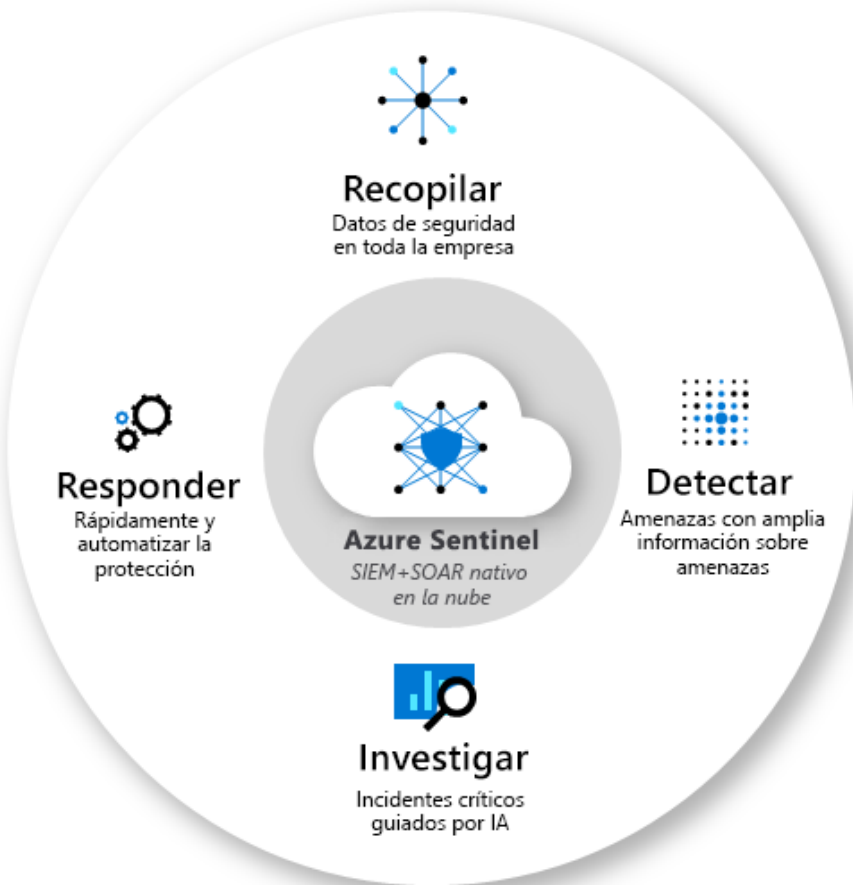 Recopilar
Datos de seguridad
en toda la empresa
Responder
Rápidamente y
automatizar la
protección
Azure Sentinel
SIEM+SOAR nativo
en la nube
Detectar
Amenazas con amplia
información sobre
amenazas
Investigar
Incidentes críticos
guiados por IA